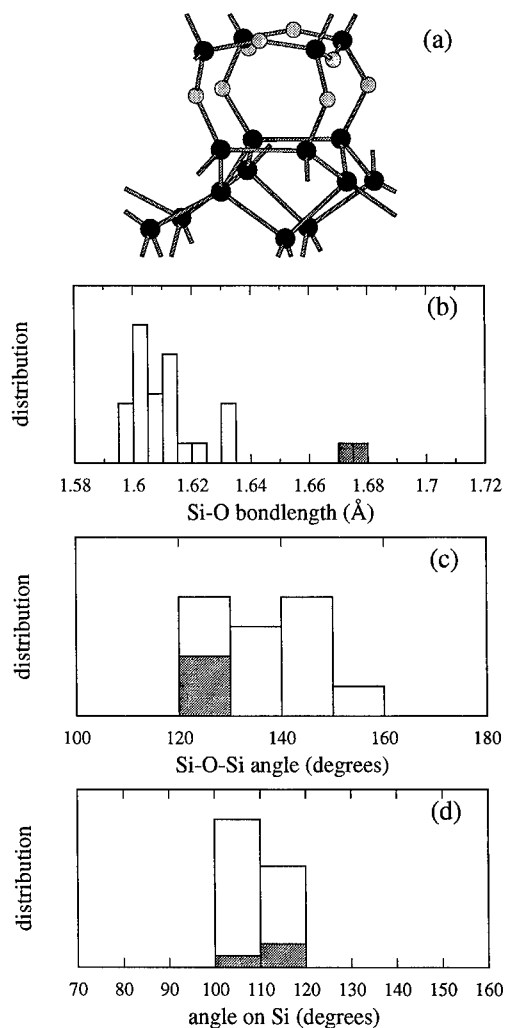 (a)
distribution
(b)
1.58 1.6 1.62 1.64 1.66 1.68 1.7 1.72
Si-O bondlength (Å)
distribution
(c)
100 120 140 160 180
Si-O-Si angle (degrees)
distribution
(d)
70 80 90 100 110 120 130 140 150 160
angle on Si (degrees)